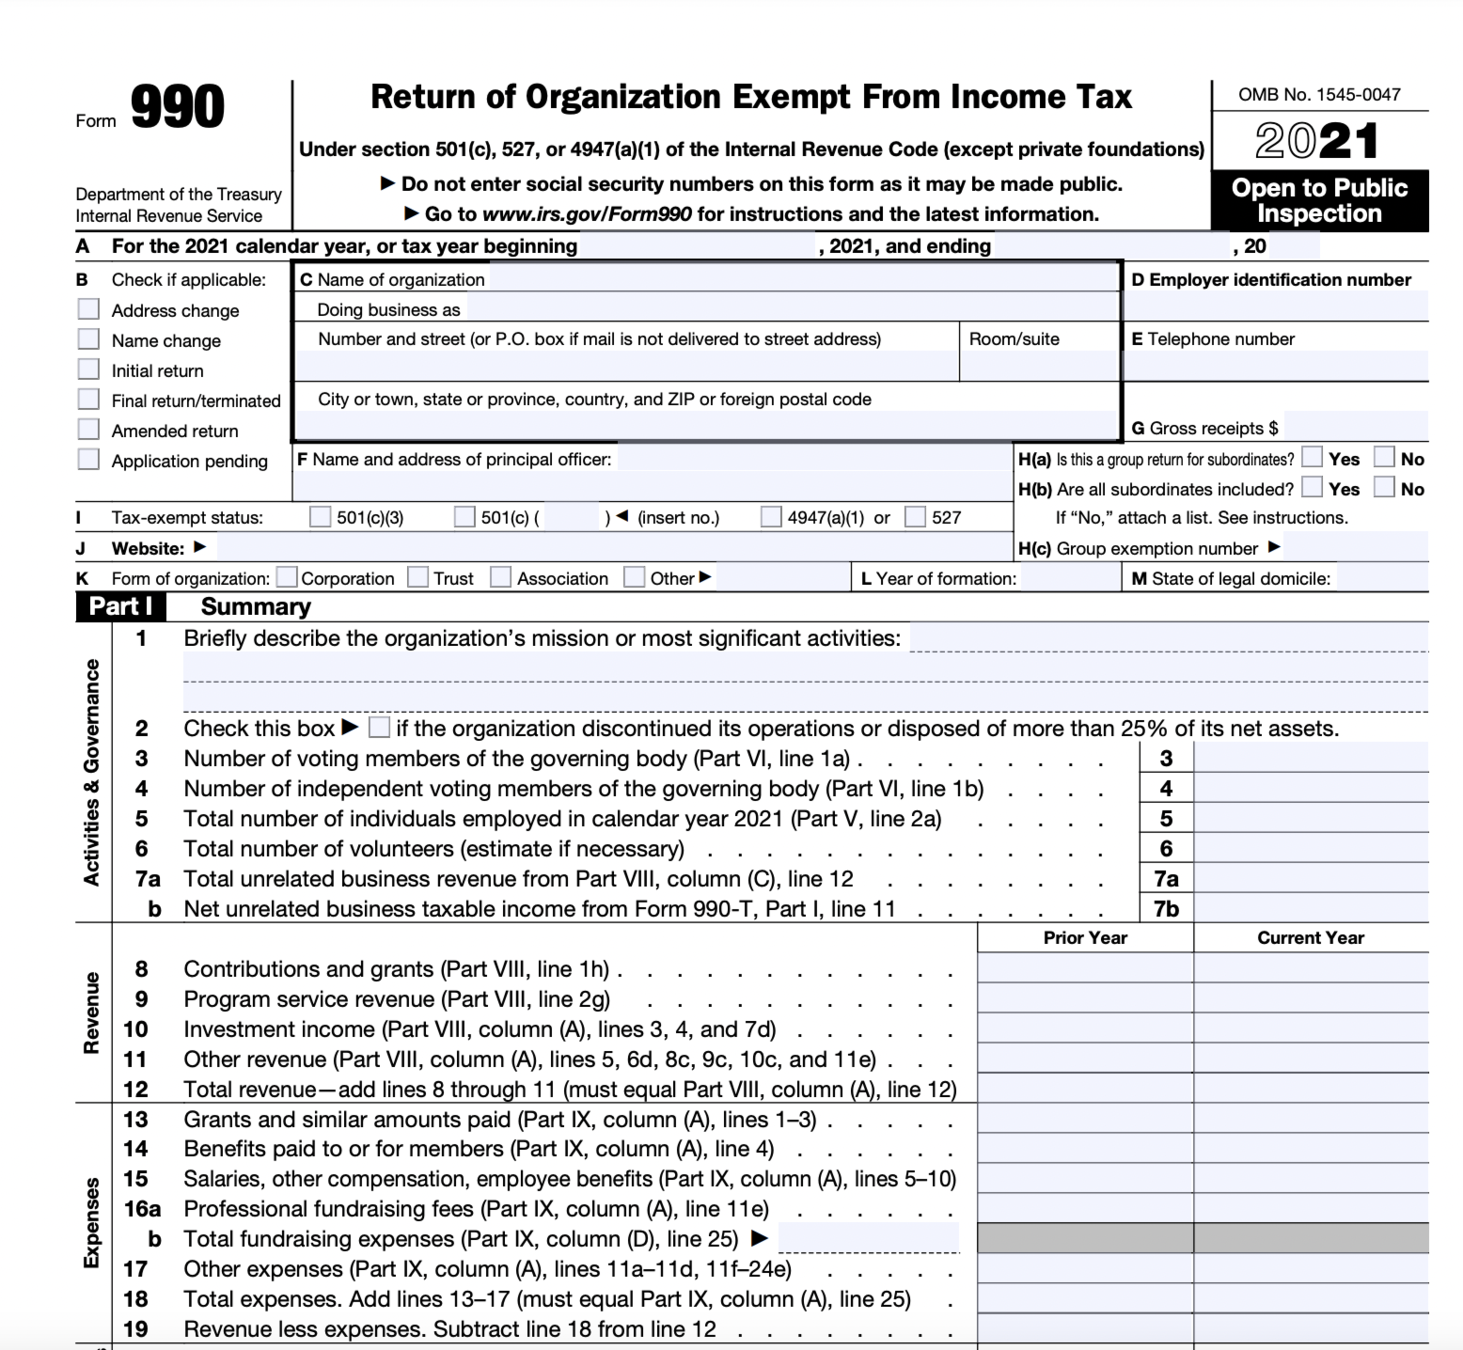 Form 990
Return of Organization Exempt From Income Tax
OMB No. 1545-0047
Under section 501(c), 527, or 4947(a)(1) of the Internal Revenue Code (except private foundations)
2021
▶ Do not enter social security numbers on this form as it may be made public.
Department of the Treasury
Internal Revenue Service
▶ Go to www.irs.gov/Form990 for instructions and the latest information.
Open to Public
Inspection
A For the 2021 calendar year, or tax year beginning , 2021, and ending , 20
B Check if applicable:
Address change
Name change
Initial return
Final return/terminated
Amended return
Application pending
C Name of organization
Doing business as
Number and street (or P.O. box if mail is not delivered to street address) Room/suite
City or town, state or province, country, and ZIP or foreign postal code
D Employer identification number
E Telephone number
G Gross receipts $
F Name and address of principal officer:
H(a) Is this a group return for subordinates? Yes No
H(b) Are all subordinates included? Yes No
If “No,” attach a list. See instructions.
I Tax-exempt status: 501(c)(3) 501(c) ( ) ◀ (insert no.) 4947(a)(1) or 527
J Website: ▶
H(c) Group exemption number ▶
K Form of organization: Corporation Trust Association Other ▶ L Year of formation: M State of legal domicile:
Part I Summary
Activities & Governance
1 Briefly describe the organization’s mission or most significant activities:
2 Check this box ▶ if the organization discontinued its operations or disposed of more than 25% of its net assets.
3 Number of voting members of the governing body (Part VI, line 1a) . . . . . . . . . 3
4 Number of independent voting members of the governing body (Part VI, line 1b) . . . . 4
5 Total number of individuals employed in calendar year 2021 (Part V, line 2a) . . . . . 5
6 Total number of volunteers (estimate if necessary) . . . . . . . . . . . . . . 6
7a Total unrelated business revenue from Part VIII, column (C), line 12 . . . . . . . . 7a
b Net unrelated business taxable income from Form 990-T, Part I, line 11 . . . . . . . 7b
Prior Year Current Year
Revenue
8 Contributions and grants (Part VIII, line 1h) . . . . . . . . . . . .
9 Program service revenue (Part VIII, line 2g) . . . . . . . . . . .
10 Investment income (Part VIII, column (A), lines 3, 4, and 7d) . . . . . .
11 Other revenue (Part VIII, column (A), lines 5, 6d, 8c, 9c, 10c, and 11e) . . .
12 Total revenue—add lines 8 through 11 (must equal Part VIII, column (A), line 12)
Expenses
13 Grants and similar amounts paid (Part IX, column (A), lines 1–3) . . . . .
14 Benefits paid to or for members (Part IX, column (A), line 4) . . . . . .
15 Salaries, other compensation, employee benefits (Part IX, column (A), lines 5–10)
16a Professional fundraising fees (Part IX, column (A), line 11e) . . . . . .
b Total fundraising expenses (Part IX, column (D), line 25) ▶
17 Other expenses (Part IX, column (A), lines 11a–11d, 11f–24e) . . . . .
18 Total expenses. Add lines 13–17 (must equal Part IX, column (A), line 25) .
19 Revenue less expenses. Subtract line 18 from line 12 . . . . . . . .